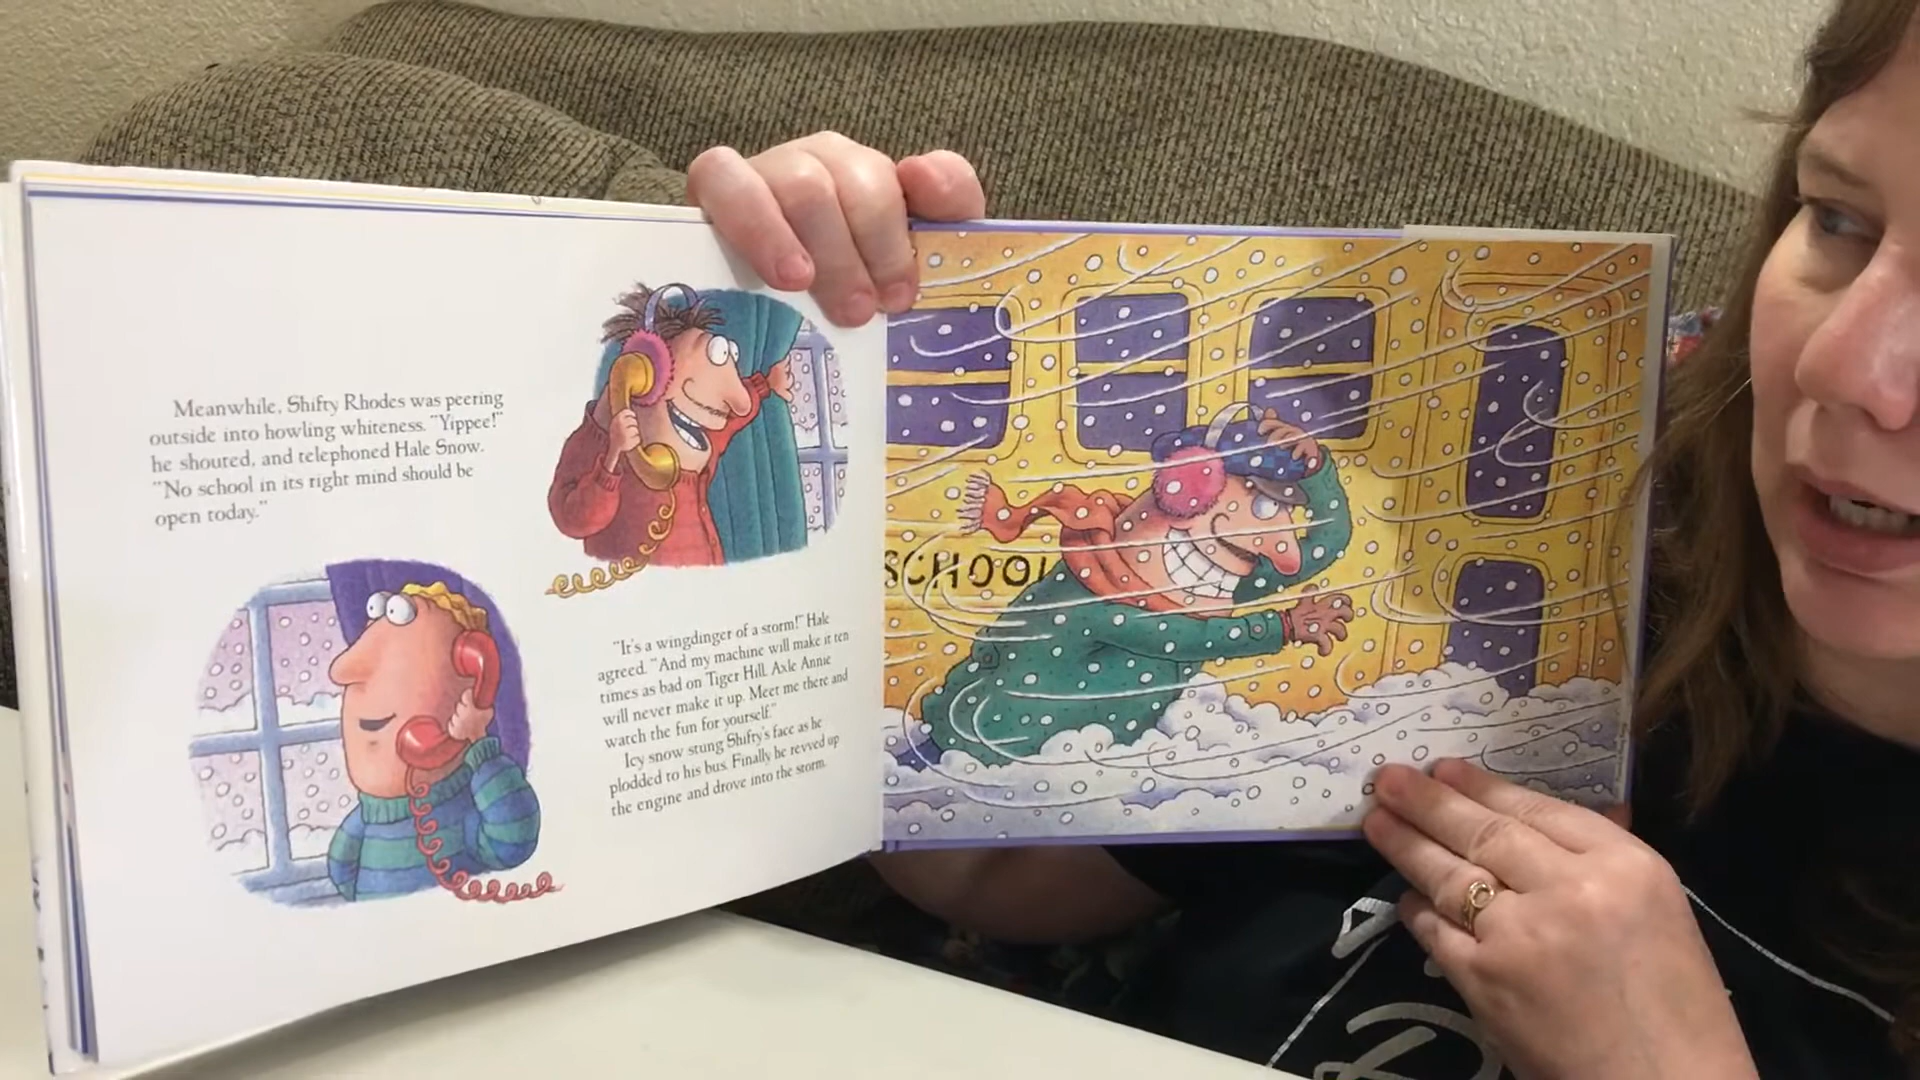 Meanwhile, Shifty Rhodes was peering
outside into howling whiteness. "Yippee!"
he shouted, and telephoned Hale Snow.
"No school in its right mind should be
open today."
"It's a wingdinger of a storm!" Hale
agreed. "And my machine will make it ten
times as bad on Tiger Hill. Axle Annie
will never make it up. Meet me there and
watch the fun for yourself."
Icy snow stung Shifty's face as he
plodded to his bus. Finally he revved up
the engine and drove into the storm.
SCHOOL